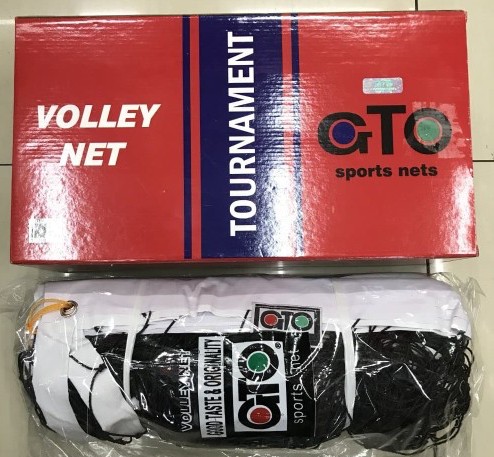 VOLLEY
NET
TOURNAMENT
GTO
sports nets
GTO
VOLLEY NET
GOOD TASTE & ORIGINALITY
GTO
sports net